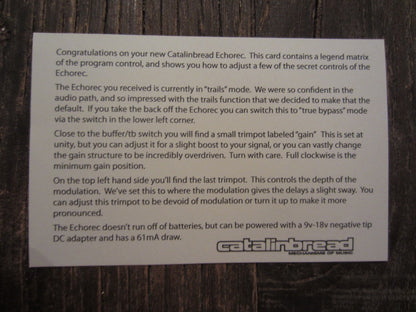 Congratulations on your new Catalinbread Echorec. This card contains a legend matrix
of the program control, and shows you how to adjust a few of the secret controls of the
Echorec.
The Echorec you received is currently in "trails" mode. We were so confident in the
audio path, and so impressed with the trails function that we decided to make that the
default. If you take the back off the Echorec you can switch this to "true bypass" mode
via the switch in the lower left corner.
Close to the buffer/tb switch you will find a small trimpot labeled "gain" This is set at
unity, but you can adjust it for a slight boost to your signal, or you can vastly change
the gain structure to be incredibly overdriven. Turn with care. Full clockwise is the
minimum gain position.
On the top left hand side you'll find the last trimpot. This controls the depth of the
modulation. We've set this to where the modulation gives the delays a slight sway. You
can adjust this trimpot to be devoid of modulation or turn it up to make it more
pronounced.
The Echorec doesn't run off of batteries, but can be powered with a 9v-18v negative tip
DC adapter and has a 61mA draw.
catalinbread
MECHANISMS OF MUSIC